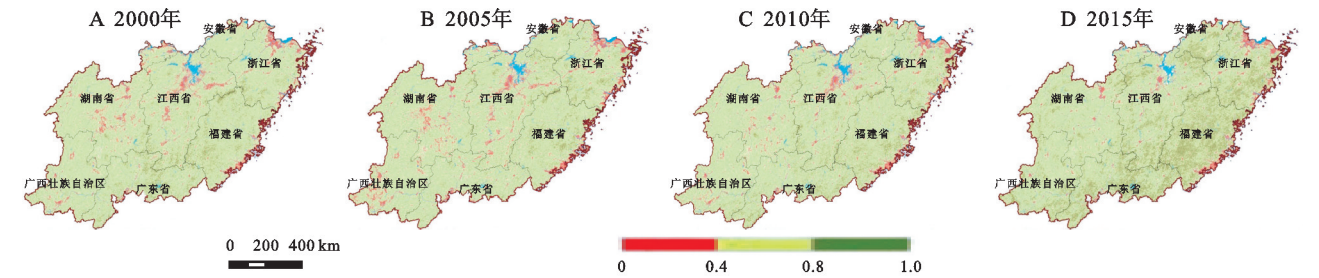 A 2000年
安徽省
浙江省
湖南省
江西省
福建省
广西壮族自治区
广东省
B 2005年
安徽省
浙江省
湖南省
江西省
福建省
广西壮族自治区
广东省
C 2010年
安徽省
浙江省
湖南省
江西省
福建省
广西壮族自治区
广东省
D 2015年
安徽省
浙江省
湖南省
江西省
福建省
广西壮族自治区
广东省
0 200 400 km
0 0.4 0.8 1.0